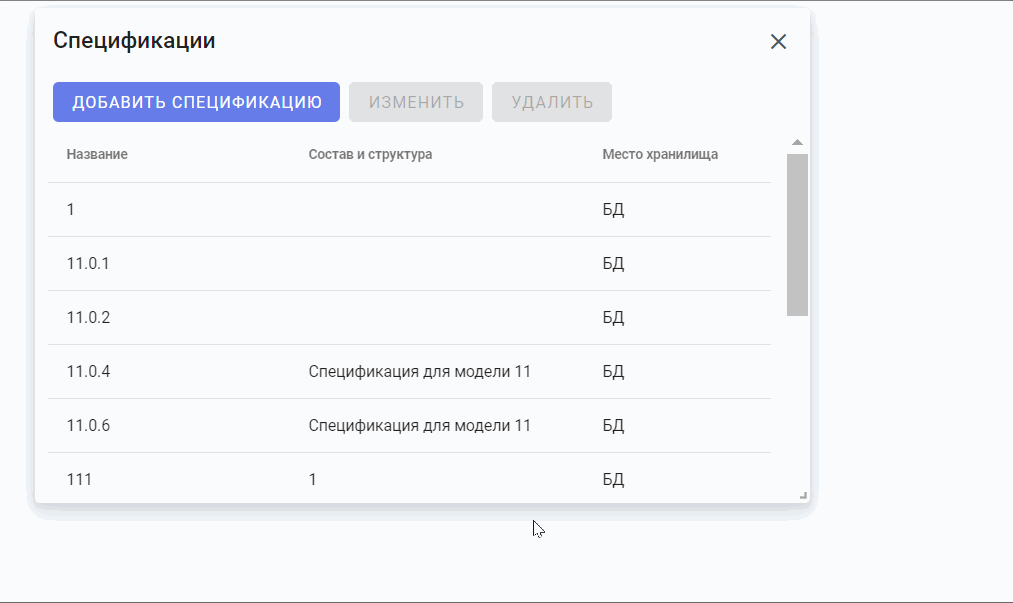 Спецификации
ДОБАВИТЬ СПЕЦИФИКАЦИЮ ИЗМЕНИТЬ УДАЛИТЬ
Название Состав и структура Место хранилища
1 БД
11.0.1 БД
11.0.2 БД
11.0.4 Спецификация для модели 11 БД
11.0.6 Спецификация для модели 11 БД
111 1 БД